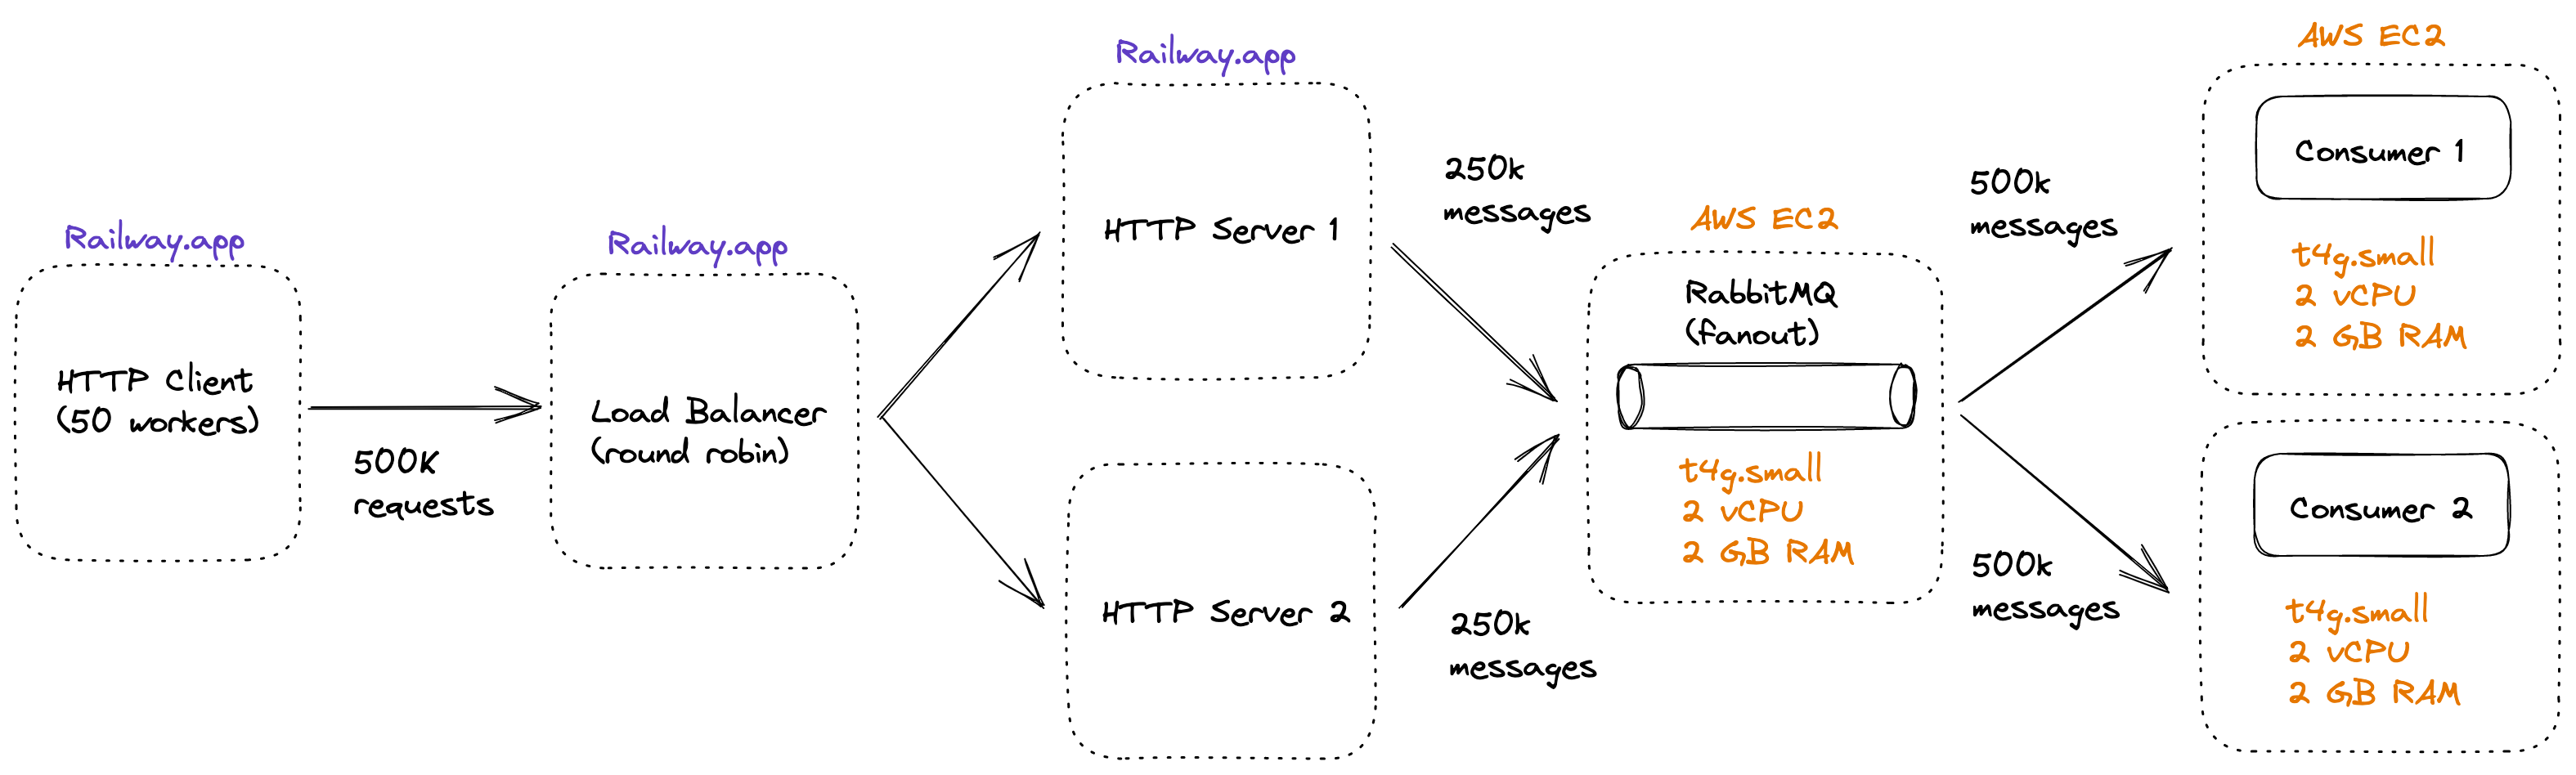 Railway.app
HTTP Client
(50 workers)
500K
requests
Railway.app
Load Balancer
(round robin)
Railway.app
HTTP Server 1
HTTP Server 2
250k
messages
250k
messages
AWS EC2
RabbitMQ
(fanout)
t4g.small
2 vCPU
2 GB RAM
500k
messages
500k
messages
AWS EC2
Consumer 1
t4g.small
2 vCPU
2 GB RAM
Consumer 2
t4g.small
2 vCPU
2 GB RAM